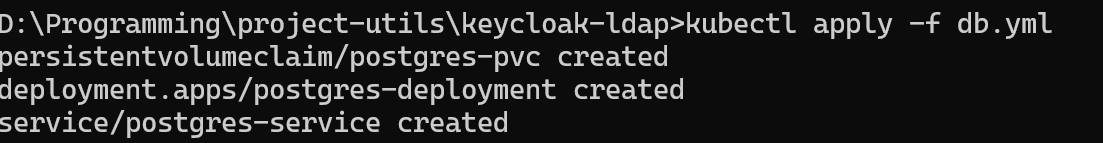 D:\Programming\project-utils\keycloak-ldap>kubectl apply -f db.yml
persistentvolumeclaim/postgres-pvc created
deployment.apps/postgres-deployment created
service/postgres-service created